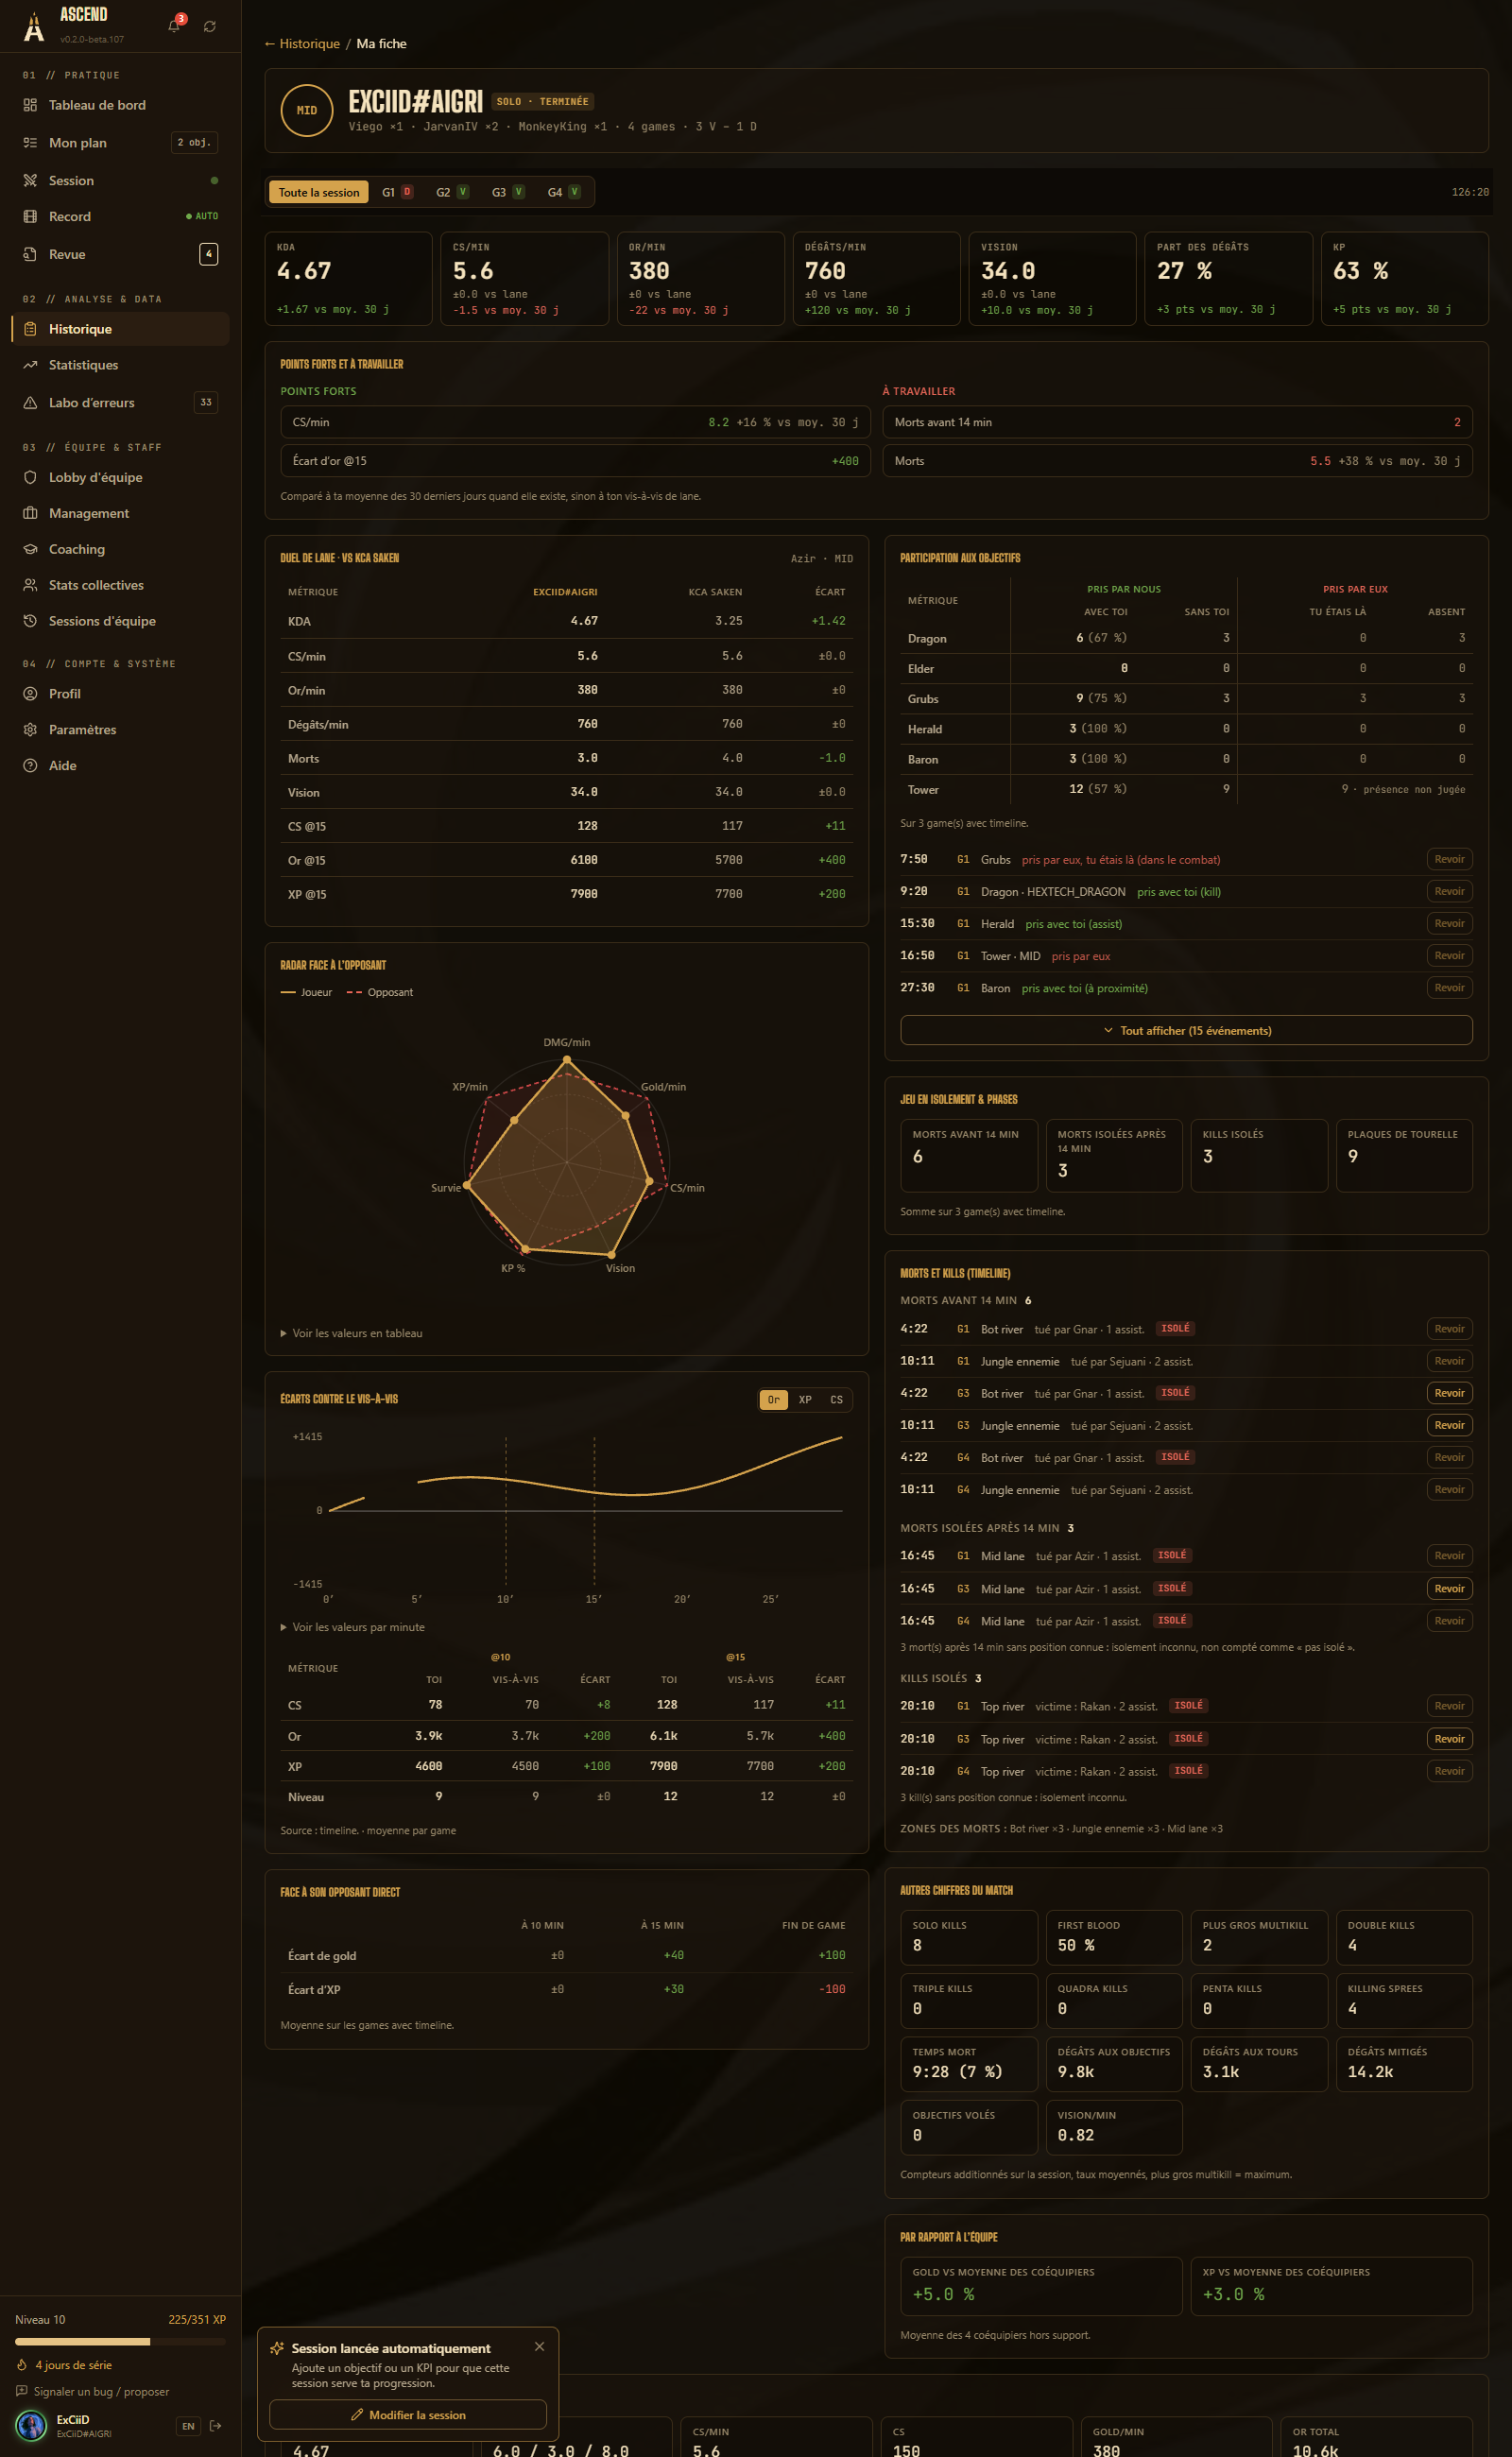 ASCEND
v0.2.0-beta.107
3
01 // PRATIQUE
Tableau de bord
Mon plan 2 obj.
Session
Record AUTO
Revue 4
02 // ANALYSE & DATA
Historique
Statistiques
Labo d'erreurs 33
03 // ÉQUIPE & STAFF
Lobby d'équipe
Management
Coaching
Stats collectives
Sessions d'équipe
04 // COMPTE & SYSTÈME
Profil
Paramètres
Aide
Niveau 10 225/351 XP
4 jours de série
Signaler un bug / proposer
ExCiiD
ExCiiD#AIGRI
EN
← Historique / Ma fiche
MID
EXCIID#AIGRI SOLO · TERMINÉE
Viego ×1 · JarvanIV ×2 · MonkeyKing ×1 · 4 games · 3 V – 1 D
Toute la session G1 D G2 V G3 V G4 V 126:20
KDA
4.67
+1.67 vs moy. 30 j
CS/MIN
5.6
±0.0 vs lane
-1.5 vs moy. 30 j
OR/MIN
380
±0 vs lane
-22 vs moy. 30 j
DÉGÂTS/MIN
760
±0 vs lane
+120 vs moy. 30 j
VISION
34.0
±0.0 vs lane
+10.0 vs moy. 30 j
PART DES DÉGÂTS
27 %
+3 pts vs moy. 30 j
KP
63 %
+5 pts vs moy. 30 j
POINTS FORTS ET À TRAVAILLER
POINTS FORTS
CS/min 8.2 +16 % vs moy. 30 j
Écart d'or @15 +400
À TRAVAILLER
Morts avant 14 min 2
Morts 5.5 +38 % vs moy. 30 j
Comparé à ta moyenne des 30 derniers jours quand elle existe, sinon à ton vis-à-vis de lane.
DUEL DE LANE · VS KCA SAKEN Azir · MID
MÉTRIQUE EXCIID#AIGRI KCA SAKEN ÉCART
KDA 4.67 3.25 +1.42
CS/min 5.6 5.6 ±0.0
Or/min 380 380 ±0
Dégâts/min 760 760 ±0
Morts 3.0 4.0 -1.0
Vision 34.0 34.0 ±0.0
CS @15 128 117 +11
Or @15 6100 5700 +400
XP @15 7900 7700 +200
RADAR FACE À L'OPPOSANT
Joueur Opposant
DMG/min
Gold/min
CS/min
Vision
KP %
Survie
XP/min
Voir les valeurs en tableau
ÉCARTS CONTRE LE VIS-À-VIS Or XP CS
+1415
0
-1415
0' 5' 10' 15' 20' 25'
Voir les valeurs par minute
@10 @15
MÉTRIQUE TOI VIS-À-VIS ÉCART TOI VIS-À-VIS ÉCART
CS 78 70 +8 128 117 +11
Or 3.9k 3.7k +200 6.1k 5.7k +400
XP 4600 4500 +100 7900 7700 +200
Niveau 9 9 ±0 12 12 ±0
Source : timeline. · moyenne par game
FACE À SON OPPOSANT DIRECT
À 10 MIN À 15 MIN FIN DE GAME
Écart de gold ±0 +40 +100
Écart d'XP ±0 +30 -100
Moyenne sur les games avec timeline.
PARTICIPATION AUX OBJECTIFS
PRIS PAR NOUS PRIS PAR EUX
MÉTRIQUE AVEC TOI SANS TOI TU ÉTAIS LÀ ABSENT
Dragon 6 (67 %) 3 0 3
Elder 0 0 0 0
Grubs 9 (75 %) 3 3 3
Herald 3 (100 %) 0 0 0
Baron 3 (100 %) 0 0 0
Tower 12 (57 %) 9 9 · présence non jugée
Sur 3 game(s) avec timeline.
7:50 G1 Grubs pris par eux, tu étais là (dans le combat) Revoir
9:20 G1 Dragon · HEXTECH_DRAGON pris avec toi (kill) Revoir
15:30 G1 Herald pris avec toi (assist) Revoir
16:50 G1 Tower · MID pris par eux Revoir
27:30 G1 Baron pris avec toi (à proximité) Revoir
Tout afficher (15 événements)
JEU EN ISOLEMENT & PHASES
MORTS AVANT 14 MIN
6
MORTS ISOLÉES APRÈS 14 MIN
3
KILLS ISOLÉS
3
PLAQUES DE TOURELLE
9
Somme sur 3 game(s) avec timeline.
MORTS ET KILLS (TIMELINE)
MORTS AVANT 14 MIN 6
4:22 G1 Bot river tué par Gnar · 1 assist. ISOLÉ Revoir
10:11 G1 Jungle ennemie tué par Sejuani · 2 assist. Revoir
4:22 G3 Bot river tué par Gnar · 1 assist. ISOLÉ Revoir
10:11 G3 Jungle ennemie tué par Sejuani · 2 assist. Revoir
4:22 G4 Bot river tué par Gnar · 1 assist. ISOLÉ Revoir
10:11 G4 Jungle ennemie tué par Sejuani · 2 assist. Revoir
MORTS ISOLÉES APRÈS 14 MIN 3
16:45 G1 Mid lane tué par Azir · 1 assist. ISOLÉ Revoir
16:45 G3 Mid lane tué par Azir · 1 assist. ISOLÉ Revoir
16:45 G4 Mid lane tué par Azir · 1 assist. ISOLÉ Revoir
3 mort(s) après 14 min sans position connue : isolement inconnu, non compté comme « pas isolé ».
KILLS ISOLÉS 3
20:10 G1 Top river victime : Rakan · 2 assist. ISOLÉ Revoir
20:10 G3 Top river victime : Rakan · 2 assist. ISOLÉ Revoir
20:10 G4 Top river victime : Rakan · 2 assist. ISOLÉ Revoir
3 kill(s) sans position connue : isolement inconnu.
ZONES DES MORTS : Bot river ×3 · Jungle ennemie ×3 · Mid lane ×3
AUTRES CHIFFRES DU MATCH
SOLO KILLS
8
FIRST BLOOD
50 %
PLUS GROS MULTIKILL
2
DOUBLE KILLS
4
TRIPLE KILLS
0
QUADRA KILLS
0
PENTA KILLS
0
KILLING SPREES
4
TEMPS MORT
9:28 (7 %)
DÉGÂTS AUX OBJECTIFS
9.8k
DÉGÂTS AUX TOURS
3.1k
DÉGÂTS MITIGÉS
14.2k
OBJECTIFS VOLÉS
0
VISION/MIN
0.82
Compteurs additionnés sur la session, taux moyennés, plus gros multikill = maximum.
PAR RAPPORT À L'ÉQUIPE
GOLD VS MOYENNE DES COÉQUIPIERS
+5.0 %
XP VS MOYENNE DES COÉQUIPIERS
+3.0 %
Moyenne des 4 coéquipiers hors support.
Session lancée automatiquement
Ajoute un objectif ou un KPI pour que cette
session serve ta progression.
Modifier la session
CS/MIN CS GOLD/MIN OR TOTAL
4.67 6.0 / 3.0 / 8.0 5.6 150 380 10.6k